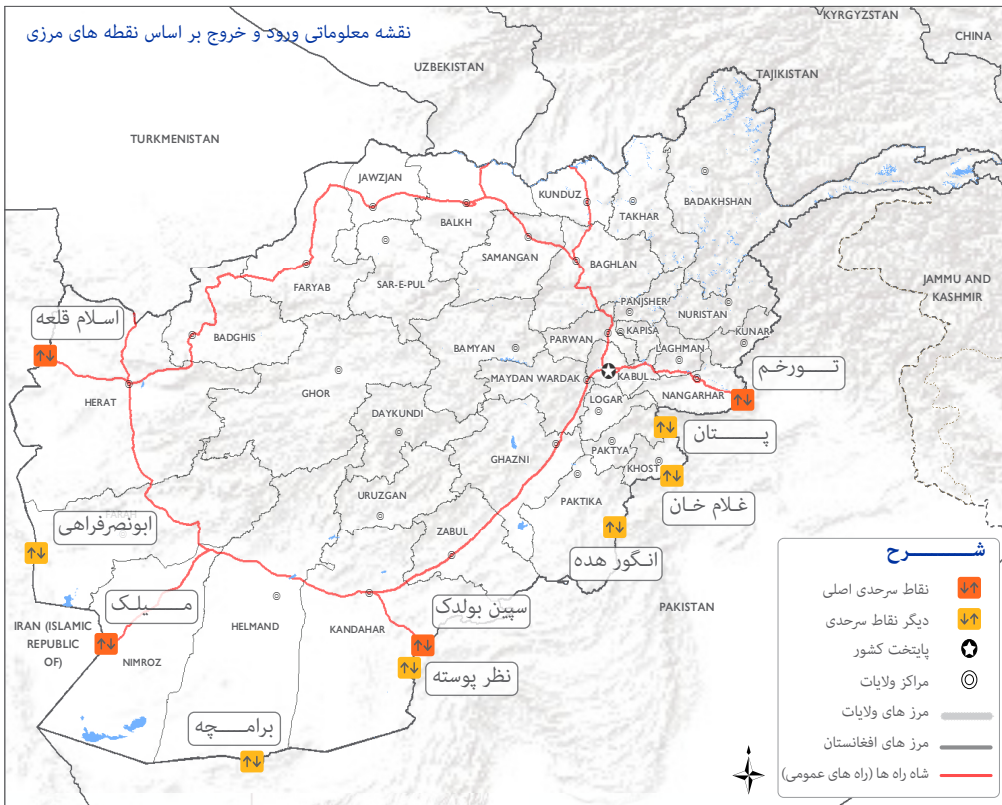 نقشه معلوماتی ورود و خروج بر اساس نقطه های مرزی
KYRGYZSTAN
CHINA
UZBEKISTAN
TAJIKISTAN
TURKMENISTAN
JAWZJAN
KUNDUZ
BALKH
TAKHAR
BADAKHSHAN
SAMANGAN
BAGHLAN
FARYAB
SAR-E-PUL
JAMMU AND
KASHMIR
PANJSHER
NURISTAN
اسلام قلعه
BADGHIS
KAPISA
KUNAR
PARWAN
BAMYAN
LAGHMAN
تورخم
MAYDAN WARDAK
KABUL
HERAT
GHOR
NANGARHAR
LOGAR
DAYKUNDI
پتان
GHAZNI
PAKTYA
KHOST
URUZGAN
PAKTIKA
غلام خان
ابونصرفراهی
ZABUL
انگور هده
میلک
سپین بولدک
PAKISTAN
IRAN (ISLAMIC
REPUBLIC
OF)
HELMAND
KANDAHAR
NIMROZ
نظر پوسته
برامچه
شرح
نقاط سرحدی اصلی
دیگر نقاط سرحدی
پایتخت کشور
مراکز ولایات
مرز های ولایات
مرز های افغانستان
شاه راه ها (راه های عمومی)